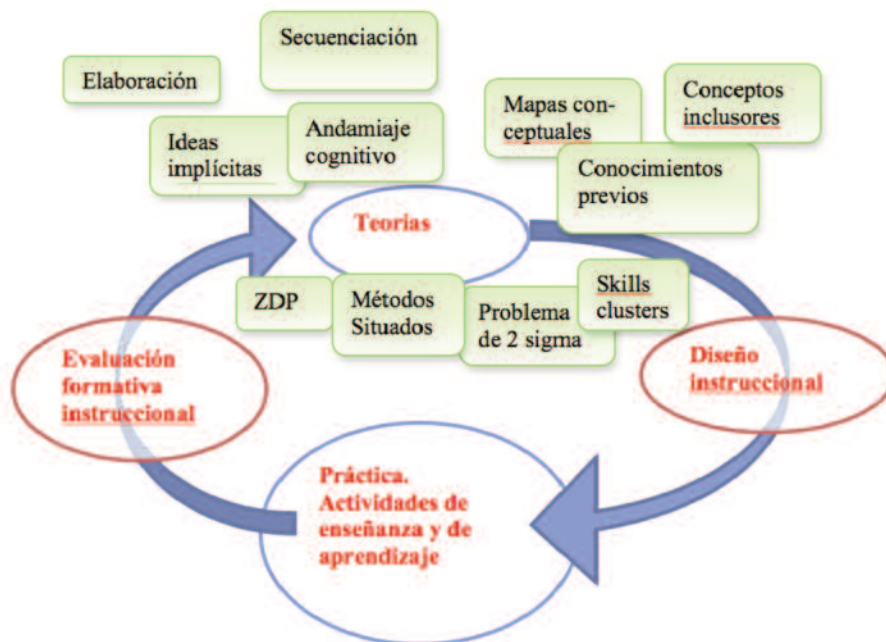 Secuenciación
Elaboración
Ideas
implícitas
Andamiaje
cognitivo
Mapas con-
ceptuales
Conceptos
inclusores
Conocimientos
previos
Teorías
ZDP
Métodos
Situados
Problema
de 2 sigma
Skills
clusters
Evaluación
formativa
instruccional
Diseño
instruccional
Práctica.
Actividades de
enseñanza y de
aprendizaje